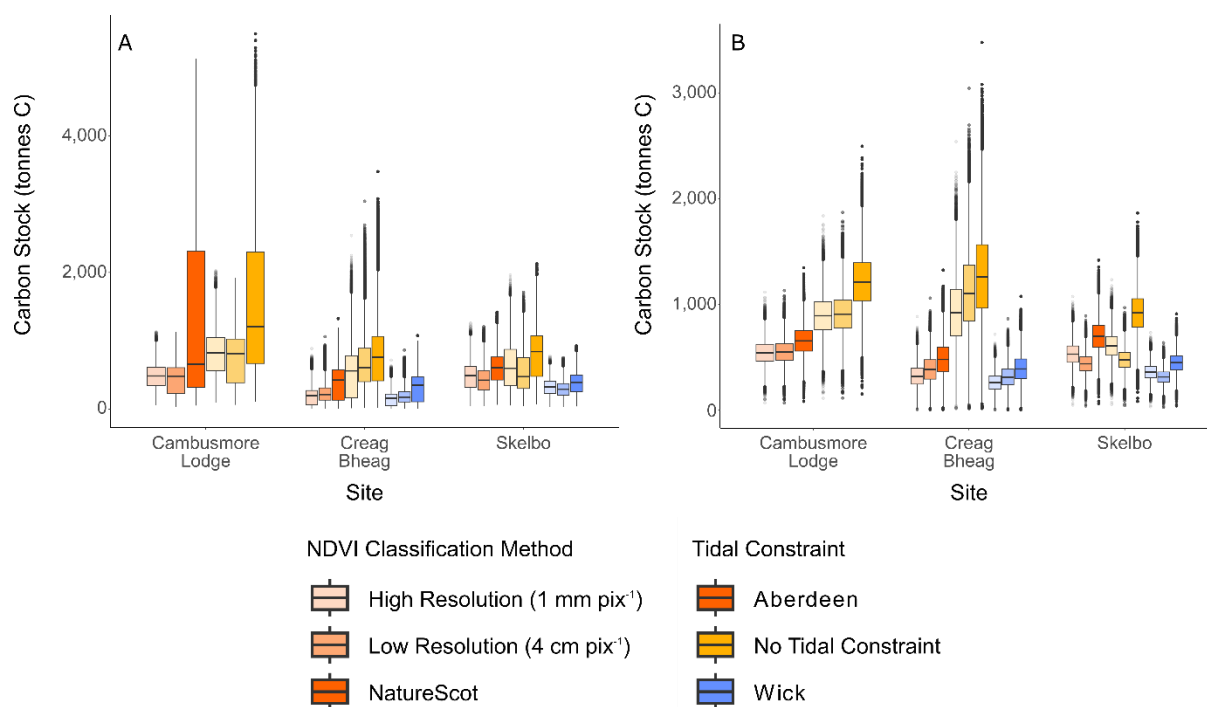 A
Carbon Stock (tonnes C)
4,000
2,000
0
Cambusmore
Lodge
Creag
Bheag
Skelbo
Site
B
Carbon Stock (tonnes C)
3,000
2,000
1,000
0
Cambusmore
Lodge
Creag
Bheag
Skelbo
Site
NDVI Classification Method
High Resolution (1 mm pix⁻¹)
Low Resolution (4 cm pix⁻¹)
NatureScot
Tidal Constraint
Aberdeen
No Tidal Constraint
Wick